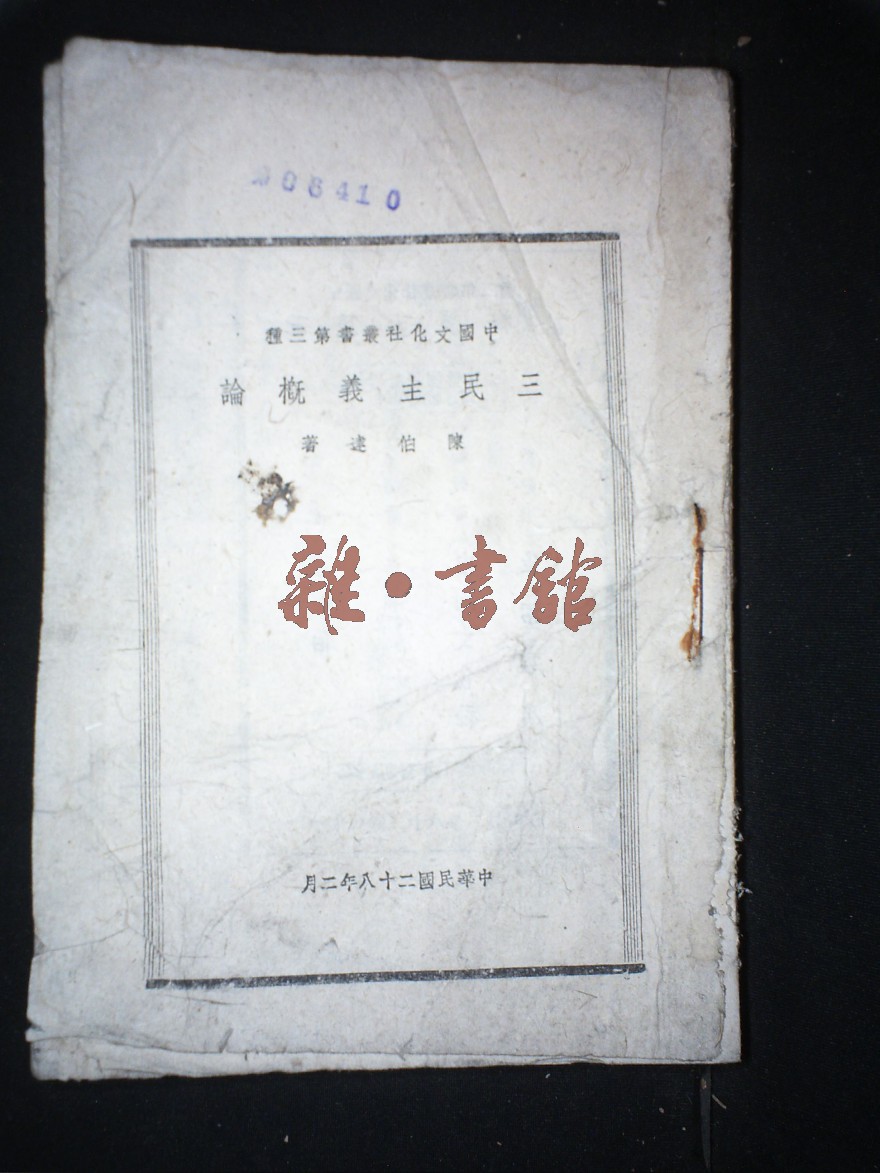 06410
中國文化社叢書第三種
三民主義概論
陳伯達著
雜·書館
中華民國二十八年二月